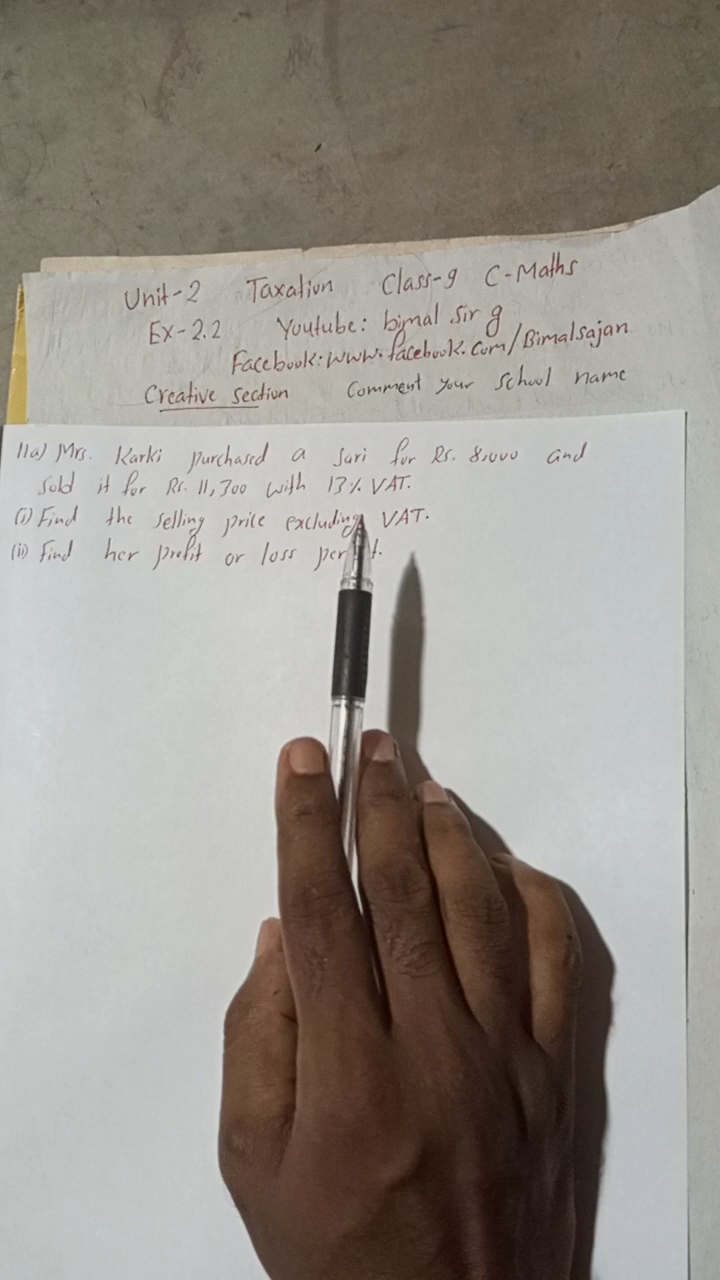 Unit-2 Taxation Class-9 C-Maths
Ex-2.2 Youtube: bimal sir g
Facebook: www.facebook.com/Bimalsajan
Creative section Comment your School name
11a) Mrs. Karki purchased a Sari for Rs. 8,000 and
sold it for Rs. 11,300 with 13% VAT.
(i) Find the selling price excluding VAT.
(ii) Find her profit or loss